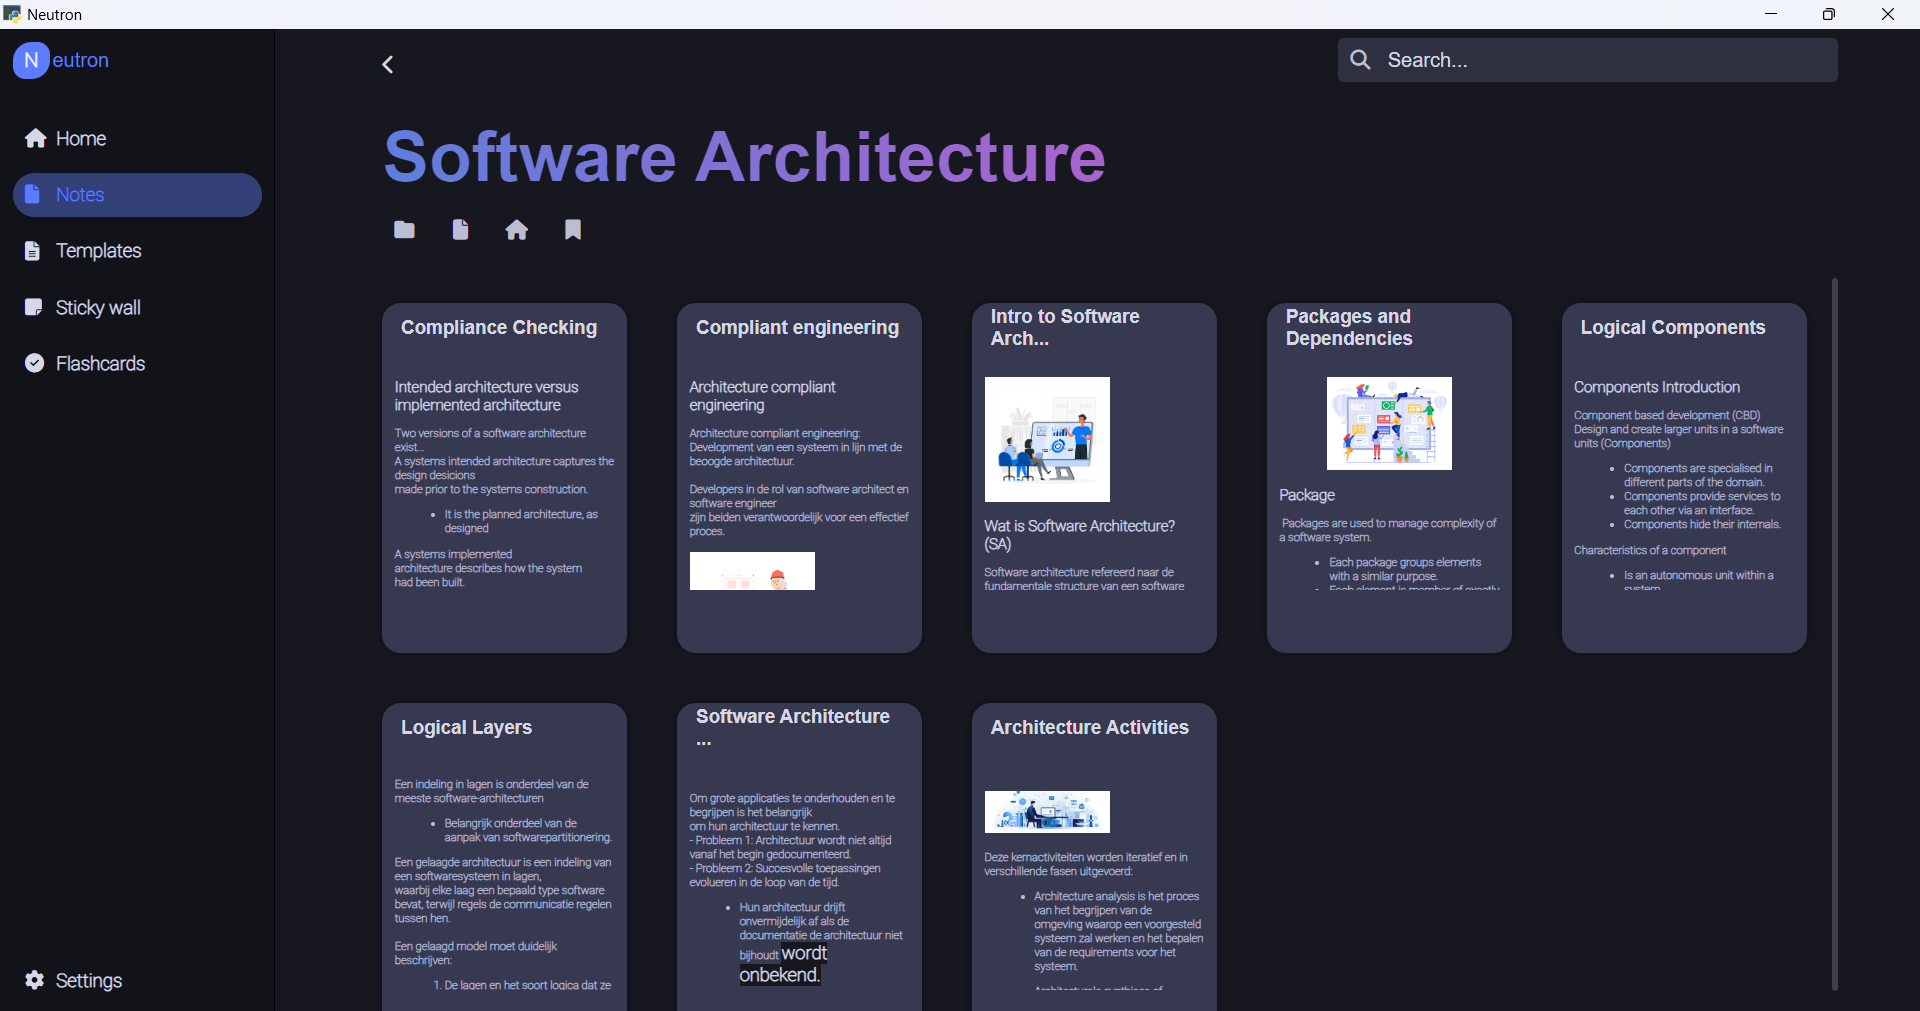 Neutron
Neutron
Search...
Home
Notes
Templates
Sticky wall
Flashcards
Settings
Software Architecture
Compliance Checking
Intended architecture versus
implemented architecture
Two versions of a software architecture
exist...
A systems intended architecture captures the
design desicions
made prior to the systems construction.
• It is the planned architecture, as
designed
A systems implemented
architecture describes how the system
had been built.
Compliant engineering
Architecture compliant
engineering
Architecture compliant engineering:
Development van een systeem in lijn met de
beoogde architectuur.
Developers in de rol van software architect en
software engineer
zijn beiden verantwoordelijk voor een effectief
proces.
Intro to Software
Arch...
Wat is Software Architecture?
(SA)
Software architecture refereerd naar de
fundamentale structure van een software
Packages and
Dependencies
Package
Packages are used to manage complexity of
a software system.
• Each package groups elements
with a similar purpose.
• Each element is member of exactly
Logical Components
Components Introduction
Component based development (CBD)
Design and create larger units in a software
units (Components)
• Components are specialised in
different parts of the domain.
• Components provide services to
each other via an interface.
• Components hide their internals.
Characteristics of a component
• Is an autonomous unit within a
system
Logical Layers
Een indeling in lagen is onderdeel van de
meeste software-architecturen
• Belangrijk onderdeel van de
aanpak van softwarepartitionering.
Een gelaagde architectuur is een indeling van
een softwaresysteem in lagen,
waarbij elke laag een bepaald type software
bevat, terwijl regels de communicatie regelen
tussen hen.
Een gelaagd model moet duidelijk
beschrijven:
1. De lagen en het soort logica dat ze
Software Architecture
...
Om grote applicaties te onderhouden en te
begrijpen is het belangrijk
om hun architectuur te kennen.
- Probleem 1: Architectuur wordt niet altijd
vanaf het begin gedocumenteerd.
- Probleem 2: Succesvolle toepassingen
evolueren in de loop van de tijd.
• Hun architectuur drijft
onvermijdelijk af als de
documentatie de architectuur niet
bijhoudt wordt
onbekend.
Architecture Activities
Deze kernactiviteiten worden iteratief en in
verschillende fasen uitgevoerd:
• Architecture analysis is het proces
van het begrijpen van de
omgeving waarop een voorgesteld
systeem zal werken en het bepalen
van de requirements voor het
systeem.